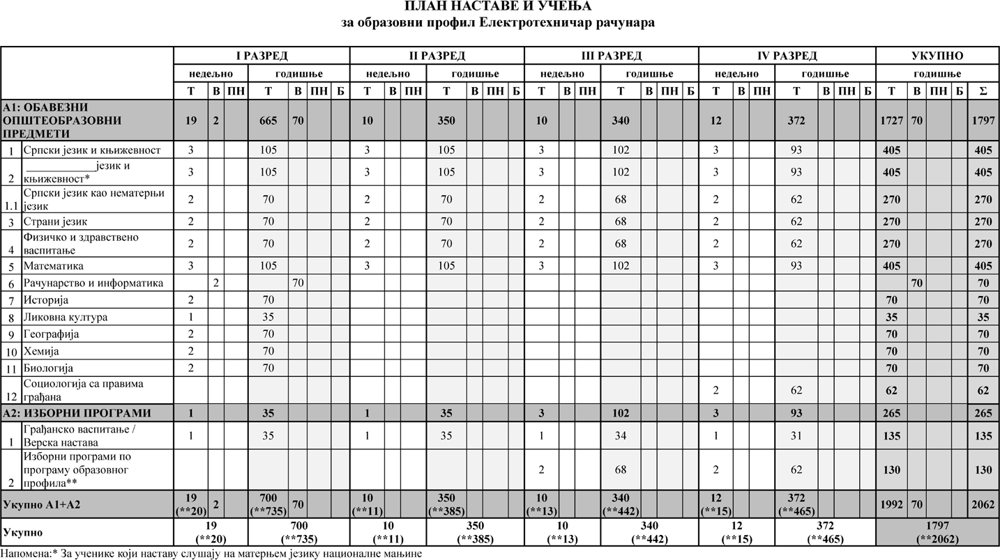 ПЛАН НАСТАВЕ И УЧЕЊА
за образовни профил Електротехничар рачунара
I РАЗРЕД II РАЗРЕД III РАЗРЕД IV РАЗРЕД УКУПНО
недељно годишње недељно годишње недељно годишње недељно годишње годишње
Т В ПН Т В ПН Б Т В ПН Т В ПН Б Т В ПН Т В ПН Б Т В ПН Т В ПН Б Т В ПН Б Σ
А1: ОБАВЕЗНИ
ОПШТЕОБРАЗОВНИ 19 2 665 70 10 350 10 340 12 372 1727 70 1797
ПРЕДМЕТИ
1 Српски језик и књижевност 3 105 3 105 3 102 3 93 405 405
2 ____________језик и
књижевност* 3 105 3 105 3 102 3 93 405 405
1.1 Српски језик као нематерњи
језик 2 70 2 70 2 68 2 62 270 270
3 Страни језик 2 70 2 70 2 68 2 62 270 270
4 Физичко и здравствено
васпитање 2 70 2 70 2 68 2 62 270 270
5 Математика 3 105 3 105 3 102 3 93 405 405
6 Рачунарство и информатика 2 70 70 70
7 Историја 2 70 70 70
8 Ликовна култура 1 35 35 35
9 Географија 2 70 70 70
10 Хемија 2 70 70 70
11 Биологија 2 70 70 70
12 Социологија са правима
грађана 2 62 62 62
А2: ИЗБОРНИ ПРОГРАМИ 1 35 1 35 3 102 3 93 265 265
1 Грађанско васпитање /
Верска настава 1 35 1 35 1 34 1 31 135 135
2 Изборни програми по
програму образовног 2 68 2 62 130 130
профила**
Укупно А1+А2 19 2 700 70 10 350 10 340 12 372 1992 70 2062
(**20) (**735) (**11) (**385) (**13) (**442) (**15) (**465)
Укупно 19 700 10 350 10 340 12 372 1797
(**20) (**735) (**11) (**385) (**13) (**442) (**15) (**465) (**2062)
Напомена:* За ученике који наставу слушају на матерњем језику националне мањине